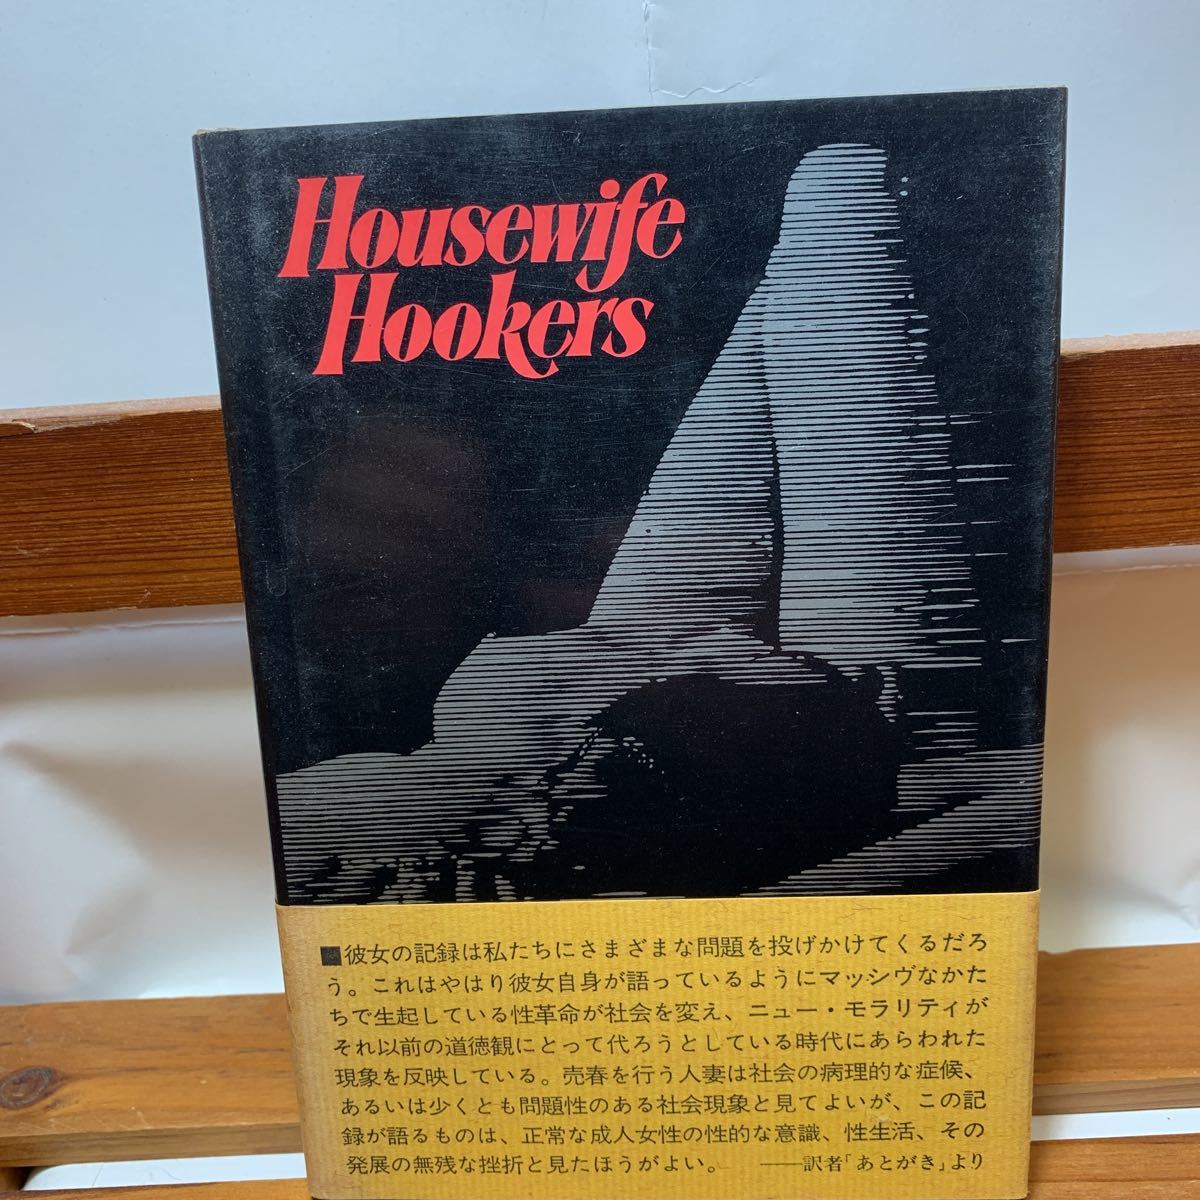 Housewife
Hookers
■彼女の記録は私たちにさまざまな問題を投げかけてくるだろ
う。これはやはり彼女自身が語っているようにマッシヴなかた
ちで生起している性革命が社会を変え、ニュー・モラリティが
それ以前の道徳観にとって代ろうとしている時代にあらわれた
現象を反映している。売春を行う人妻は社会の病理的な症候、
あるいは少くとも問題性のある社会現象と見てよいが、この記
録が語るものは、正常な成人女性の性的な意識、性生活、その
発展の無残な挫折と見たほうがよい。 ――訳者「あとがき」より